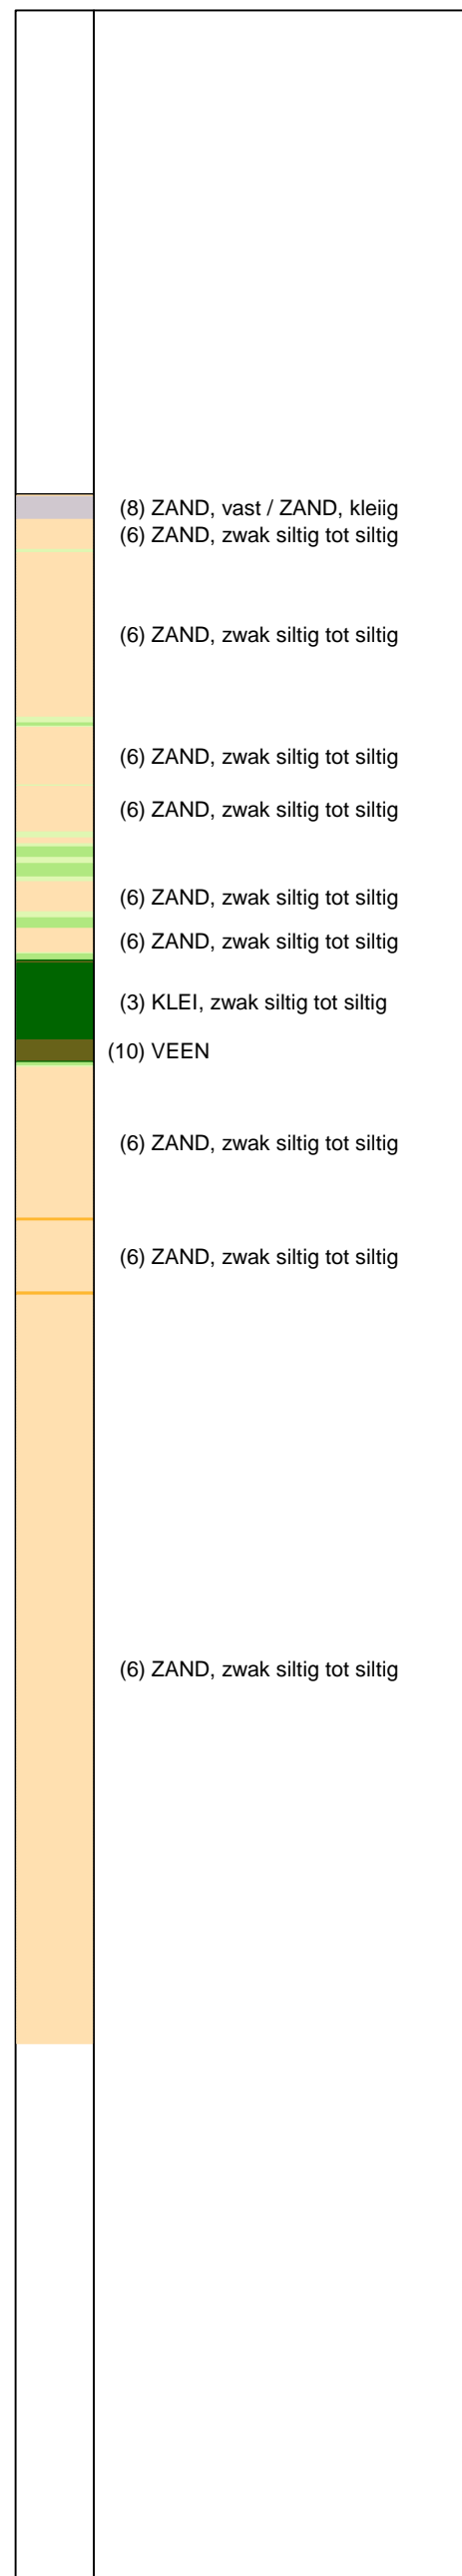 (8) ZAND, vast / ZAND, kleiig
(6) ZAND, zwak siltig tot siltig
(6) ZAND, zwak siltig tot siltig
(6) ZAND, zwak siltig tot siltig
(6) ZAND, zwak siltig tot siltig
(6) ZAND, zwak siltig tot siltig
(6) ZAND, zwak siltig tot siltig
(3) KLEI, zwak siltig tot siltig
(10) VEEN
(6) ZAND, zwak siltig tot siltig
(6) ZAND, zwak siltig tot siltig
(6) ZAND, zwak siltig tot siltig